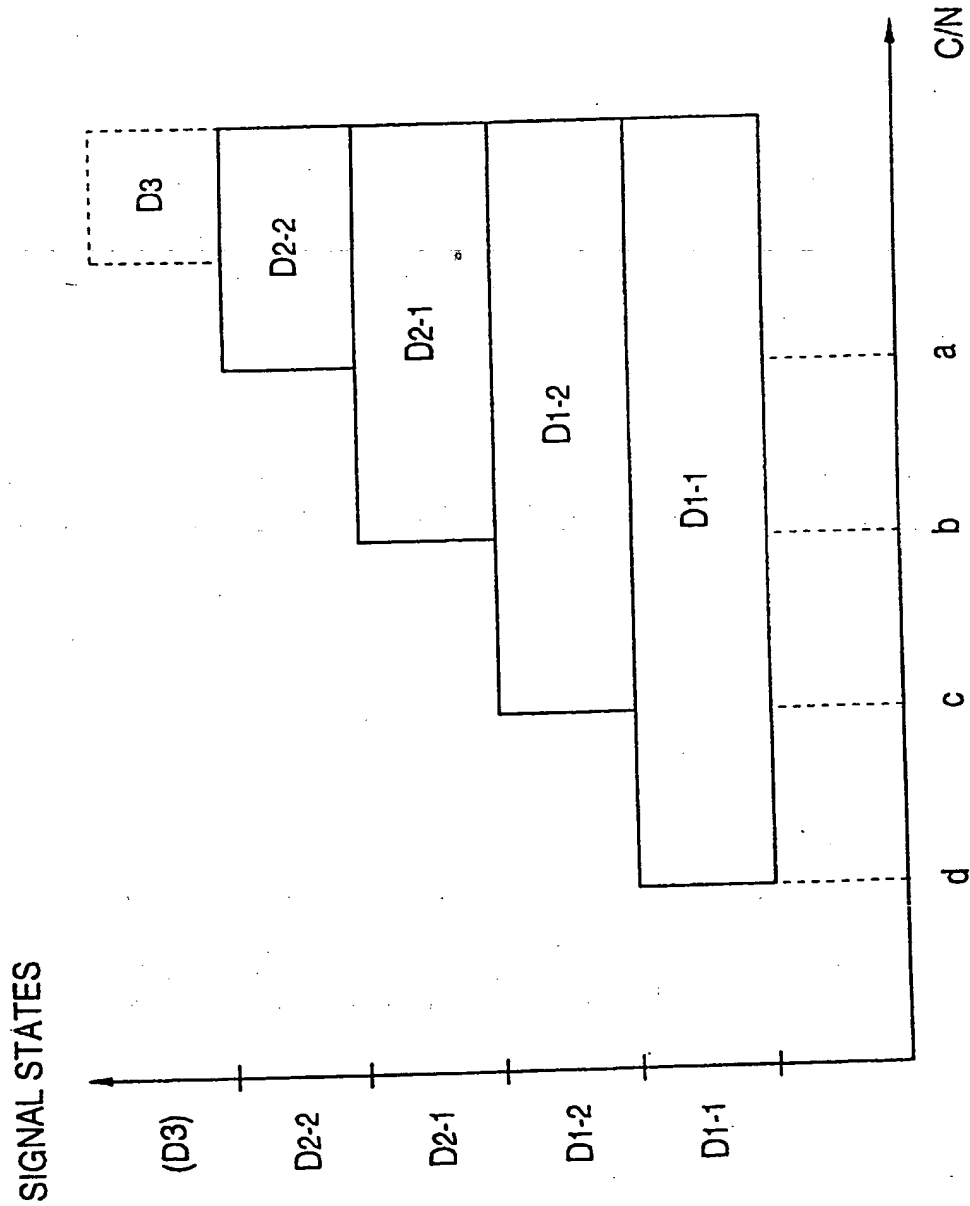 SIGNAL STATES
(D3)
D2-2
D2-1
D1-2
D1-1
D3
D2-2
D2-1
D1-2
D1-1
d
c
b
a
C/N